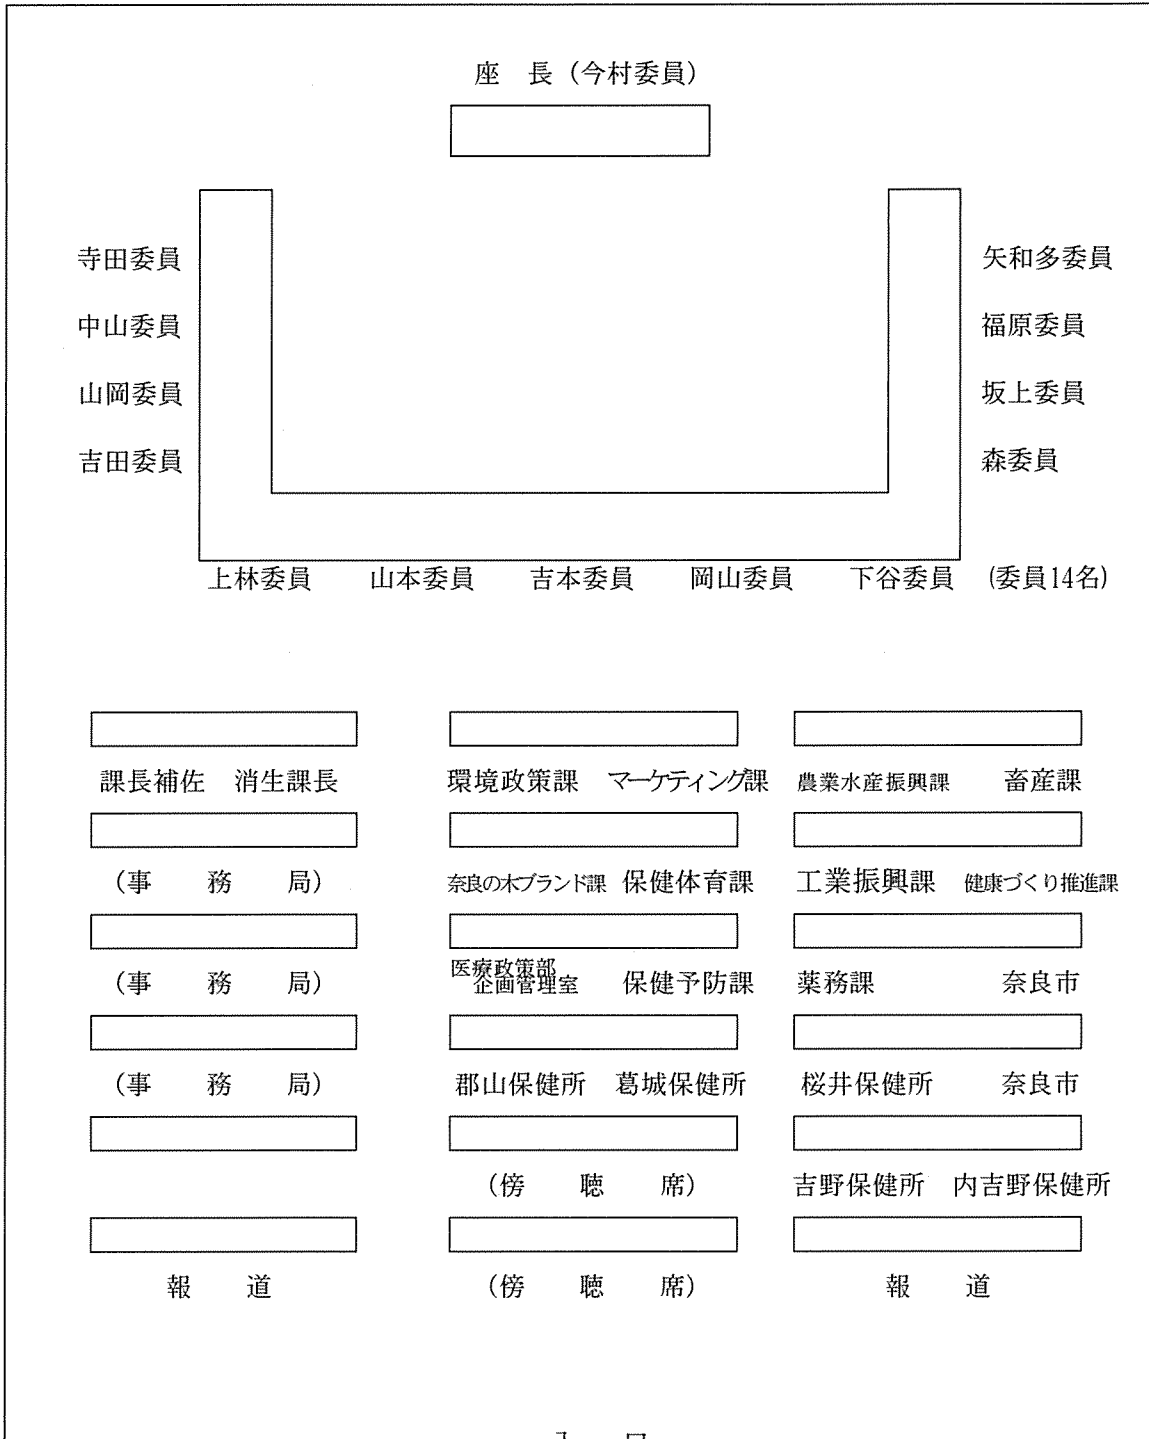 座　長（今村委員）
寺田委員　矢和多委員
中山委員　福原委員
山岡委員　坂上委員
吉田委員　森委員
上林委員　山本委員　吉本委員　岡山委員　下谷委員　(委員14名)
課長補佐　消生課長　環境政策課　マーケティング課　農業水産振興課　畜産課
（事　務　局）　奈良の木ブランド課　保健体育課　工業振興課　健康づくり推進課
（事　務　局）　医療政策部企画管理室　保健予防課　薬務課　奈良市
（事　務　局）　郡山保健所　葛城保健所　桜井保健所　奈良市
（傍　聴　席）　吉野保健所　内吉野保健所
報　道　（傍　聴　席）　報　道